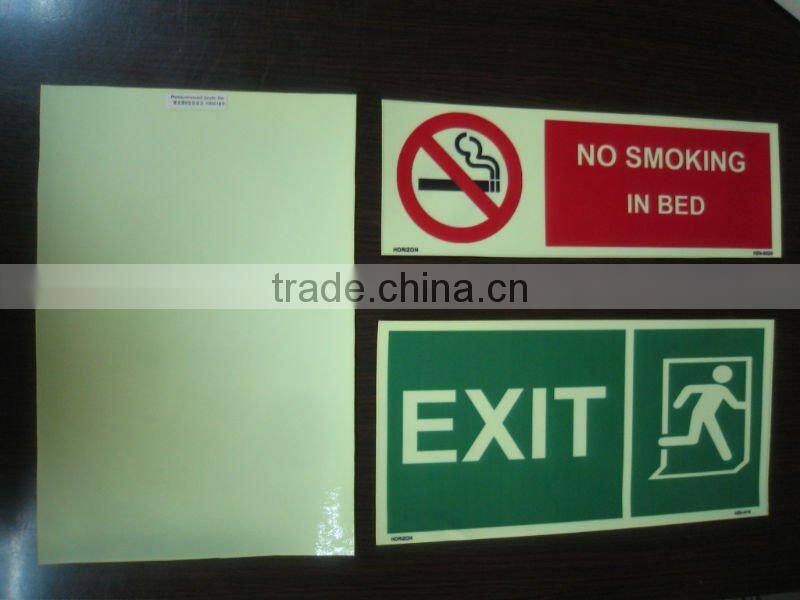 NO SMOKING
IN BED
HORIZON
trade.china.cn
EXIT
HORIZON